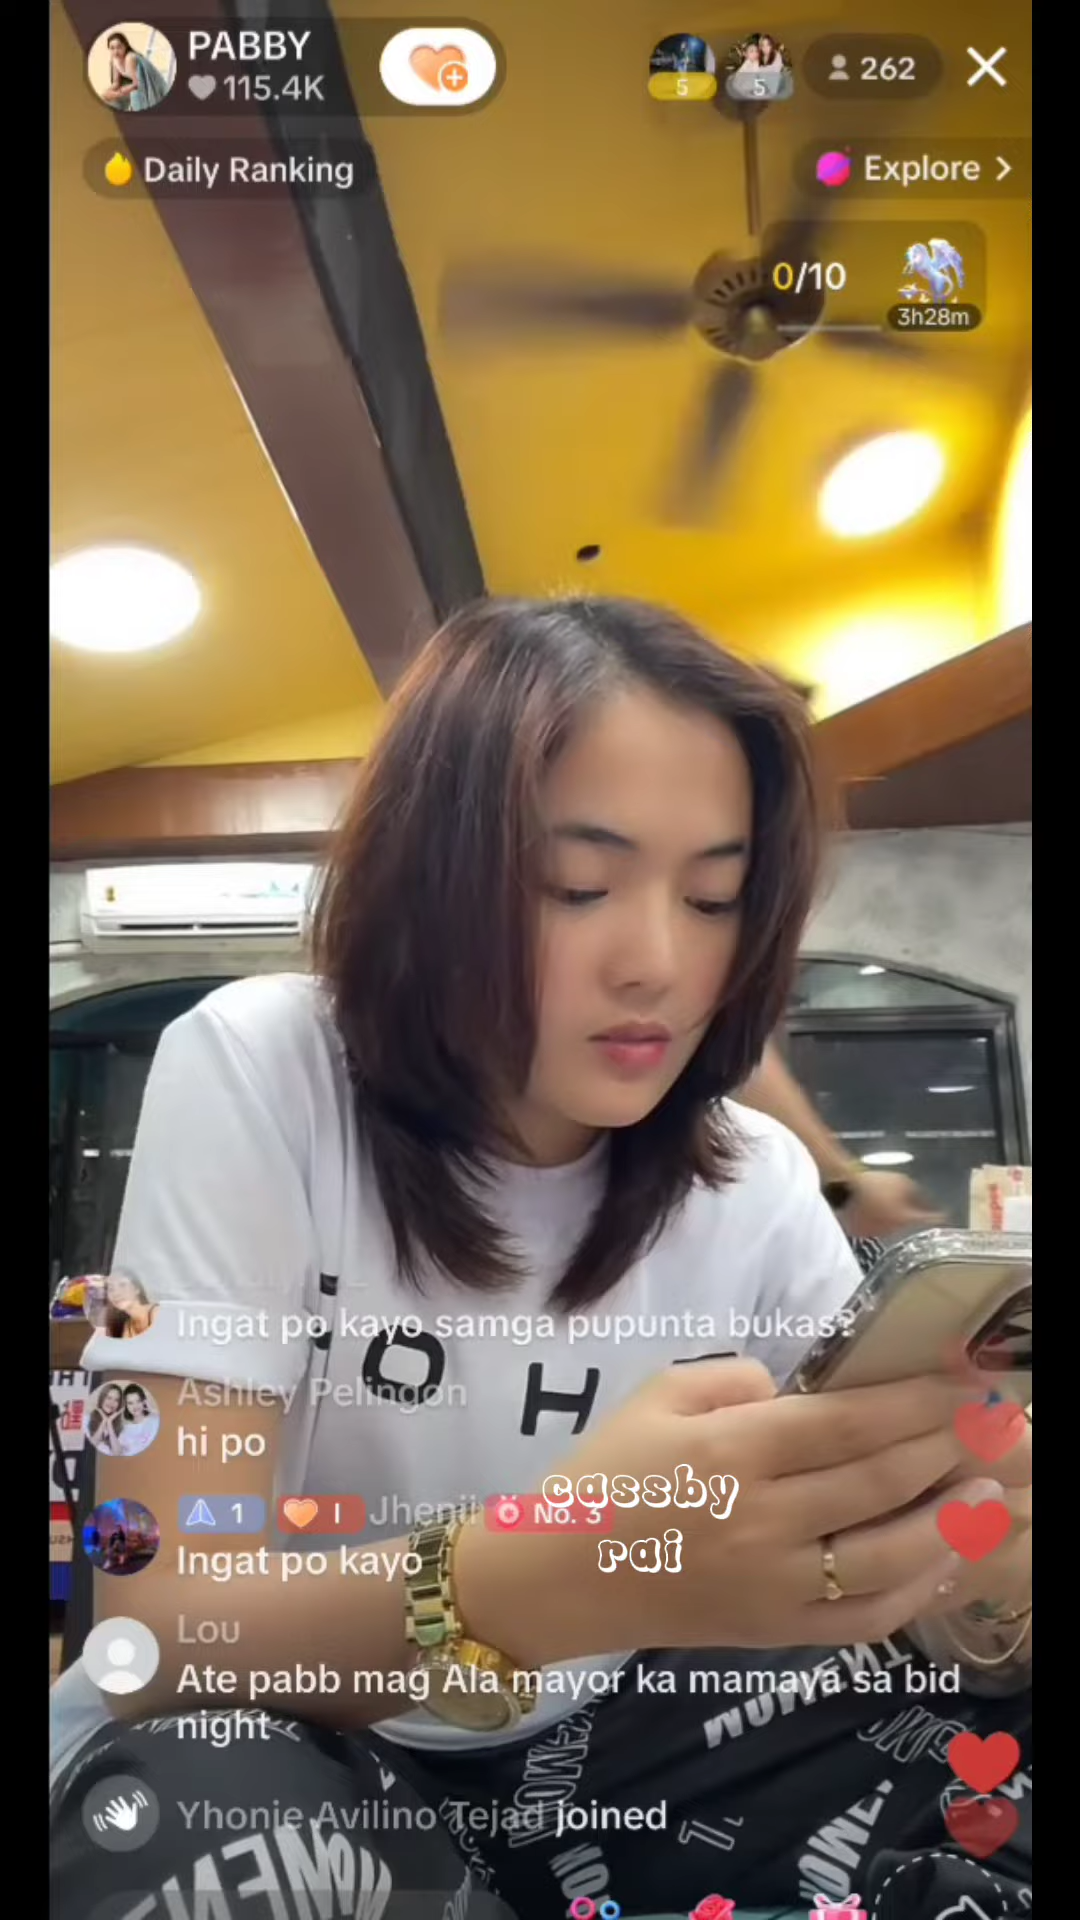 PABBY
115.4K
5
5
262
Daily Ranking
Explore
0/10
3h28m
Ingat po kayo samga pupunta bukas?
Ashley Pelingon
hi po
1 I Jhenii No. 3
Ingat po kayo
cassby
rai
Lou
Ate pabb mag Ala mayor ka mamaya sa bid
night
Yhonie Avilino Tejad joined